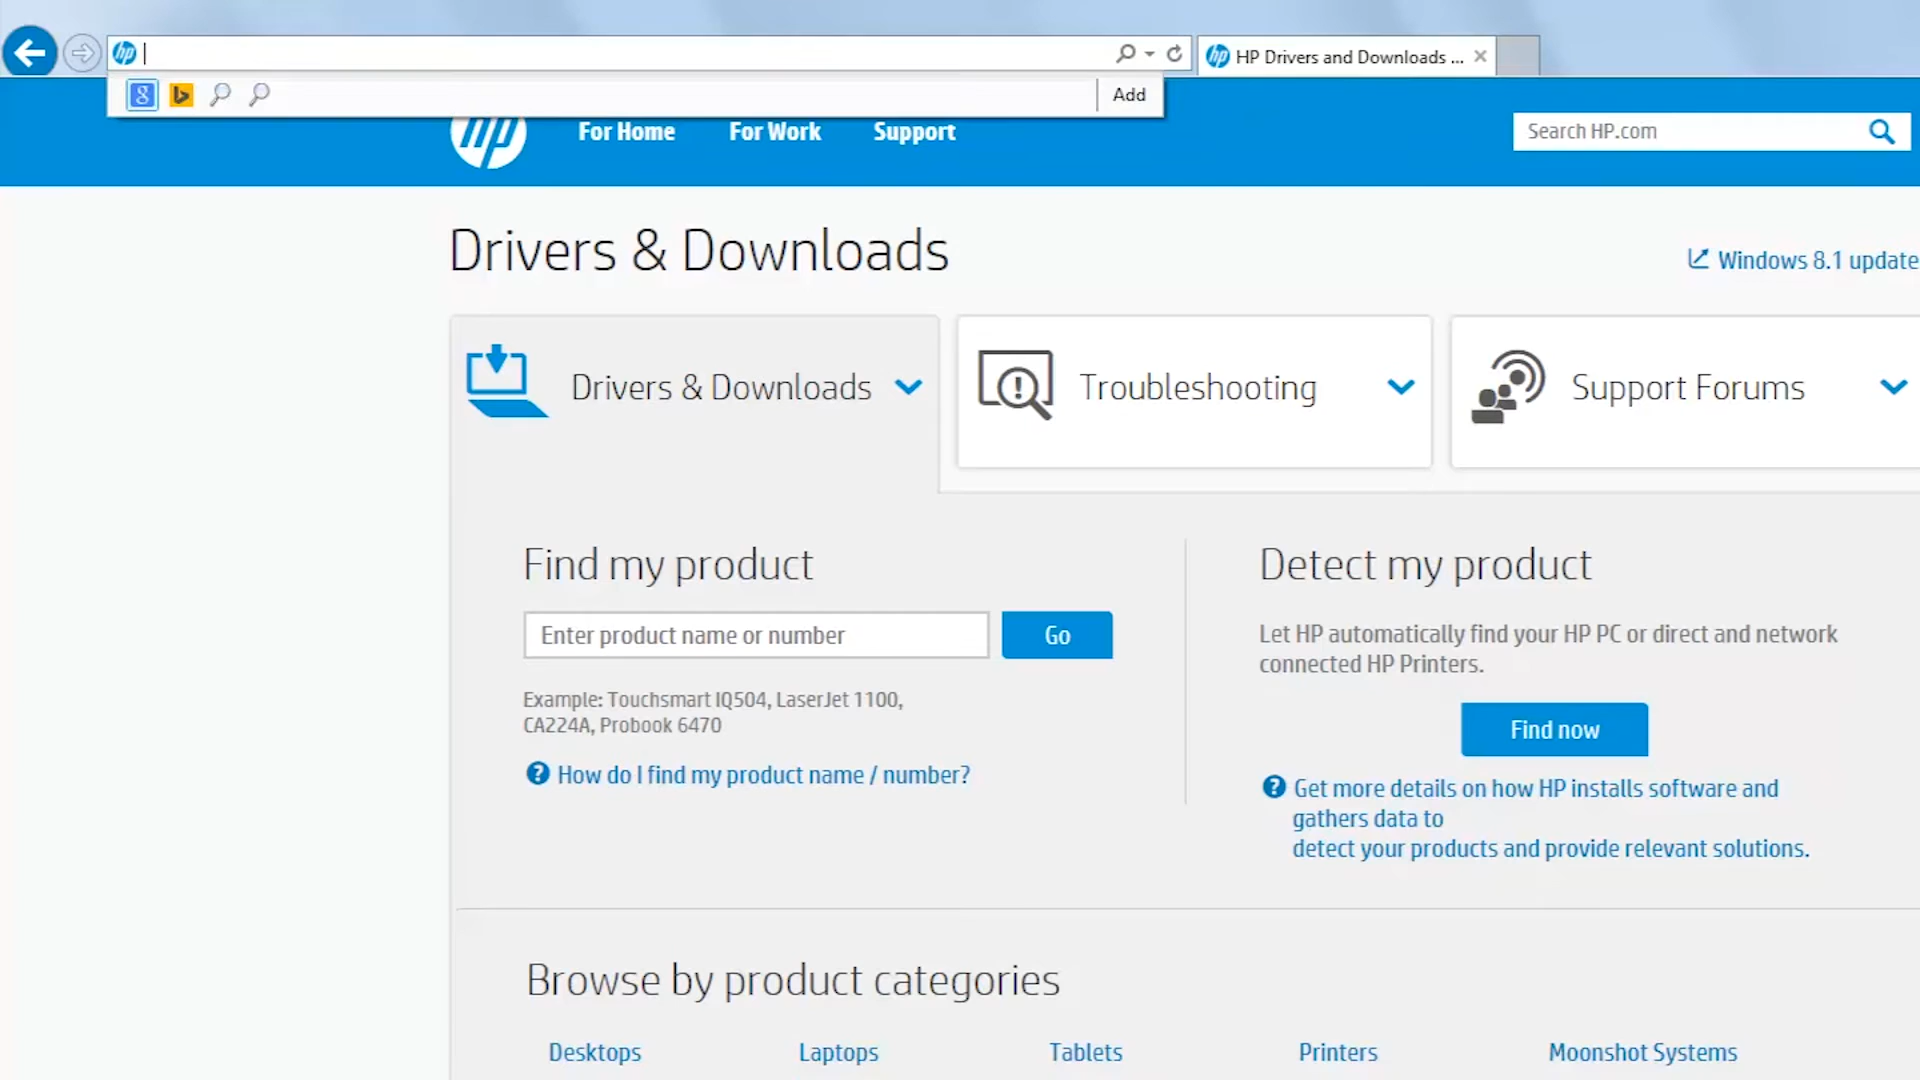 hp
HP Drivers and Downloads ...
g
b
Add
hp
For Home
For Work
Support
Search HP.com
Drivers & Downloads
Windows 8.1 update
Drivers & Downloads
Troubleshooting
Support Forums
Find my product
Enter product name or number
Go
Example: Touchsmart IQ504, LaserJet 1100,
CA224A, Probook 6470
How do I find my product name / number?
Detect my product
Let HP automatically find your HP PC or direct and network
connected HP Printers.
Find now
Get more details on how HP installs software and
gathers data to
detect your products and provide relevant solutions.
Browse by product categories
Desktops
Laptops
Tablets
Printers
Moonshot Systems